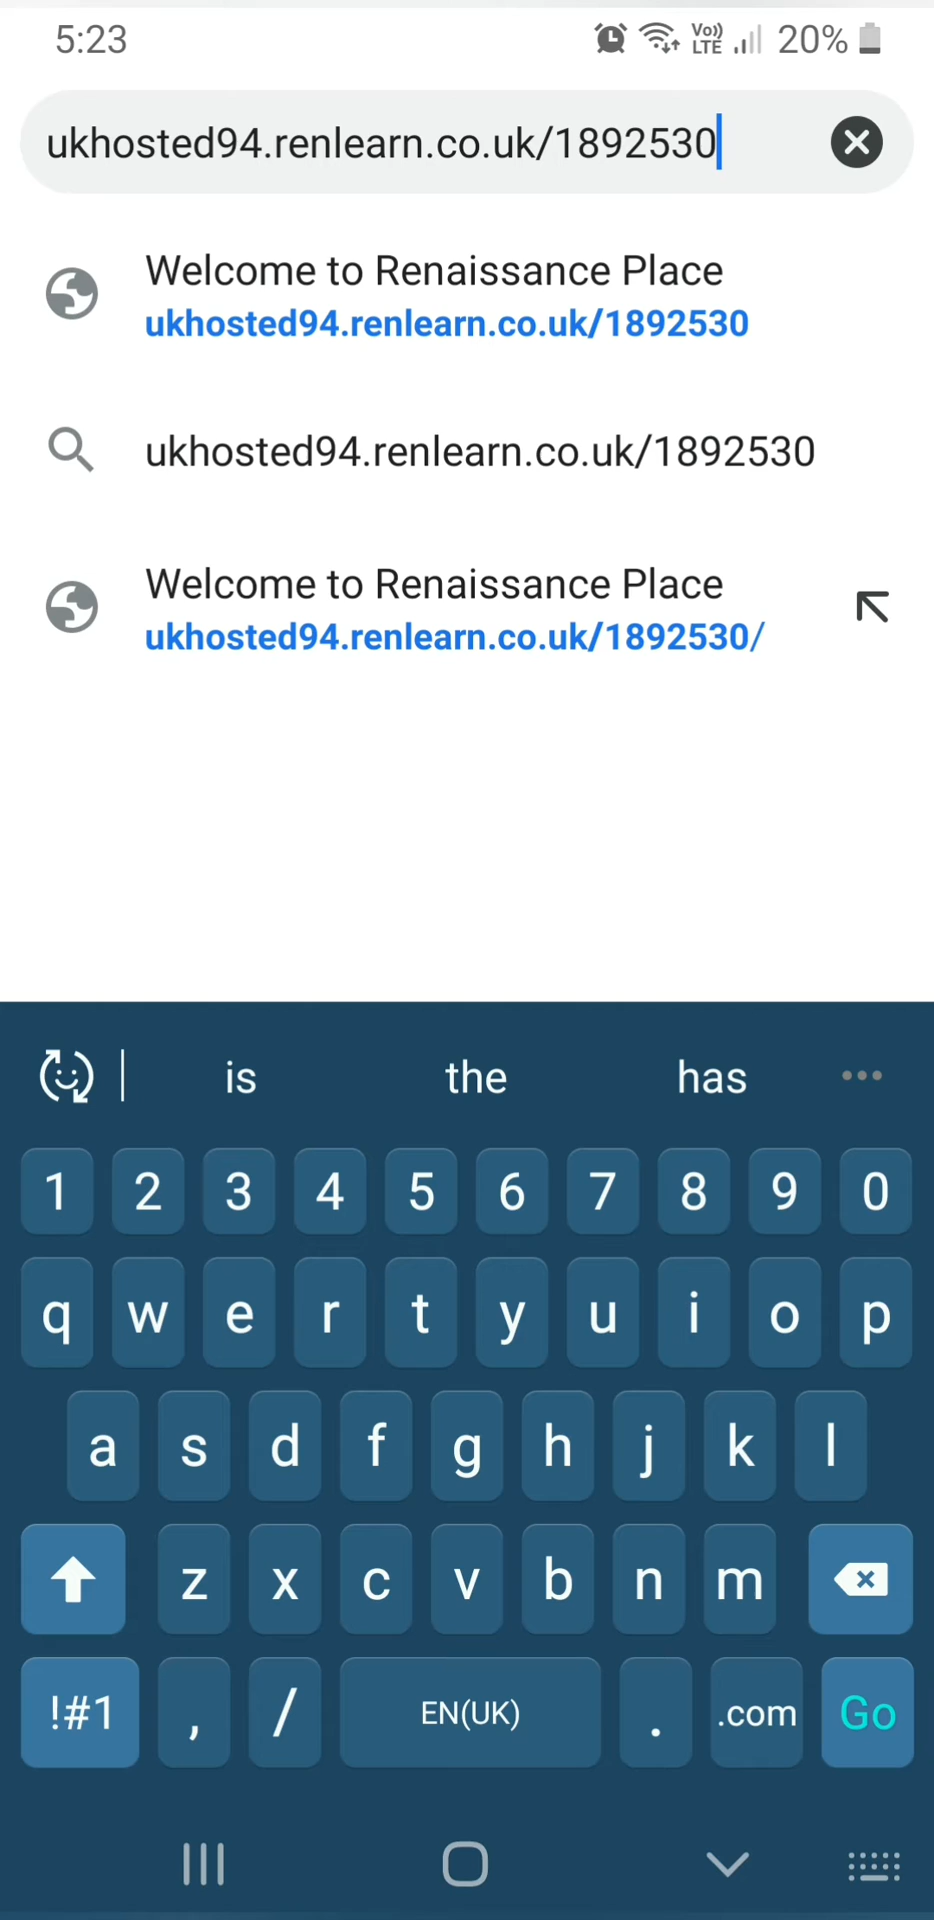 5:23
Vo)) LTE 20%
ukhosted94.renlearn.co.uk/1892530
Welcome to Renaissance Place
ukhosted94.renlearn.co.uk/1892530
ukhosted94.renlearn.co.uk/1892530
Welcome to Renaissance Place
ukhosted94.renlearn.co.uk/1892530/
is the has
1 2 3 4 5 6 7 8 9 0
q w e r t y u i o p
a s d f g h j k l
z x c v b n m
!#1 , / EN(UK) . .com Go